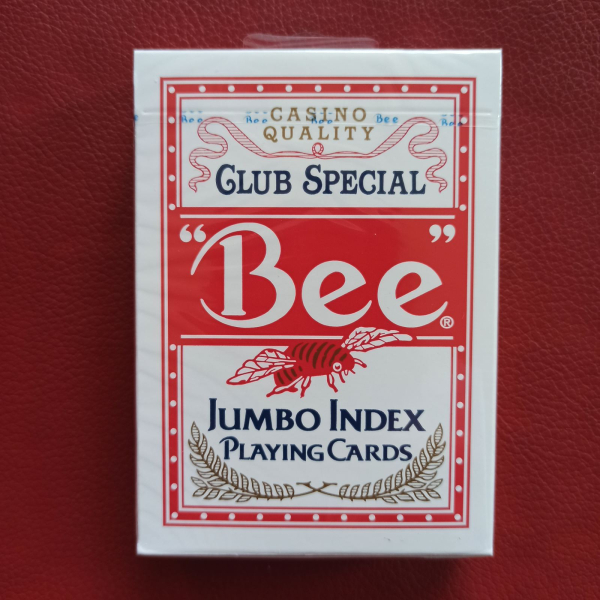 CASINO
Bee Bee Bee Bee Bee
QUALITY
CLUB SPECIAL
“Bee”®
JUMBO INDEX
PLAYING CARDS